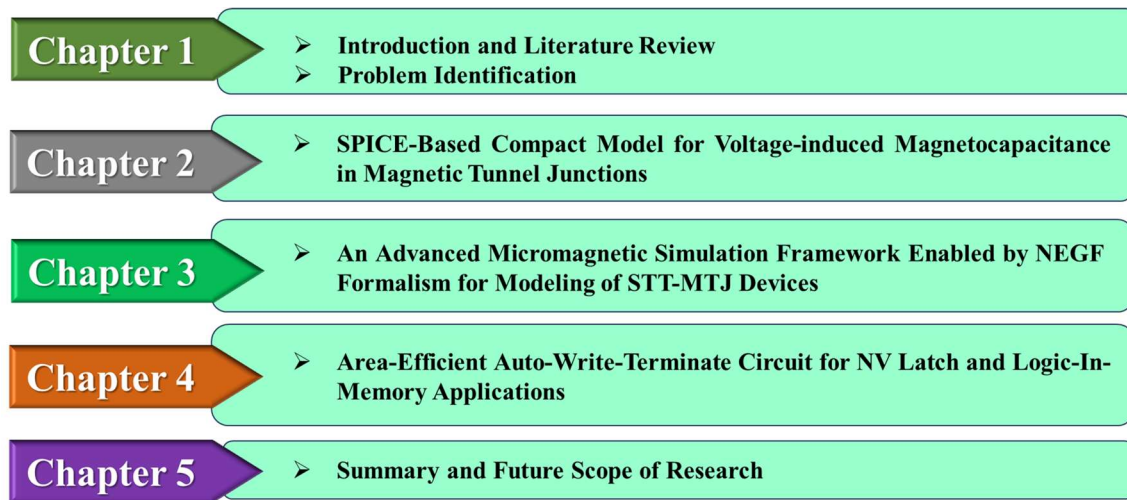 Chapter 1
➢ Introduction and Literature Review
➢ Problem Identification
Chapter 2
➢ SPICE-Based Compact Model for Voltage-induced Magnetocapacitance
in Magnetic Tunnel Junctions
Chapter 3
➢ An Advanced Micromagnetic Simulation Framework Enabled by NEGF
Formalism for Modeling of STT-MTJ Devices
Chapter 4
➢ Area-Efficient Auto-Write-Terminate Circuit for NV Latch and Logic-In-
Memory Applications
Chapter 5
➢ Summary and Future Scope of Research